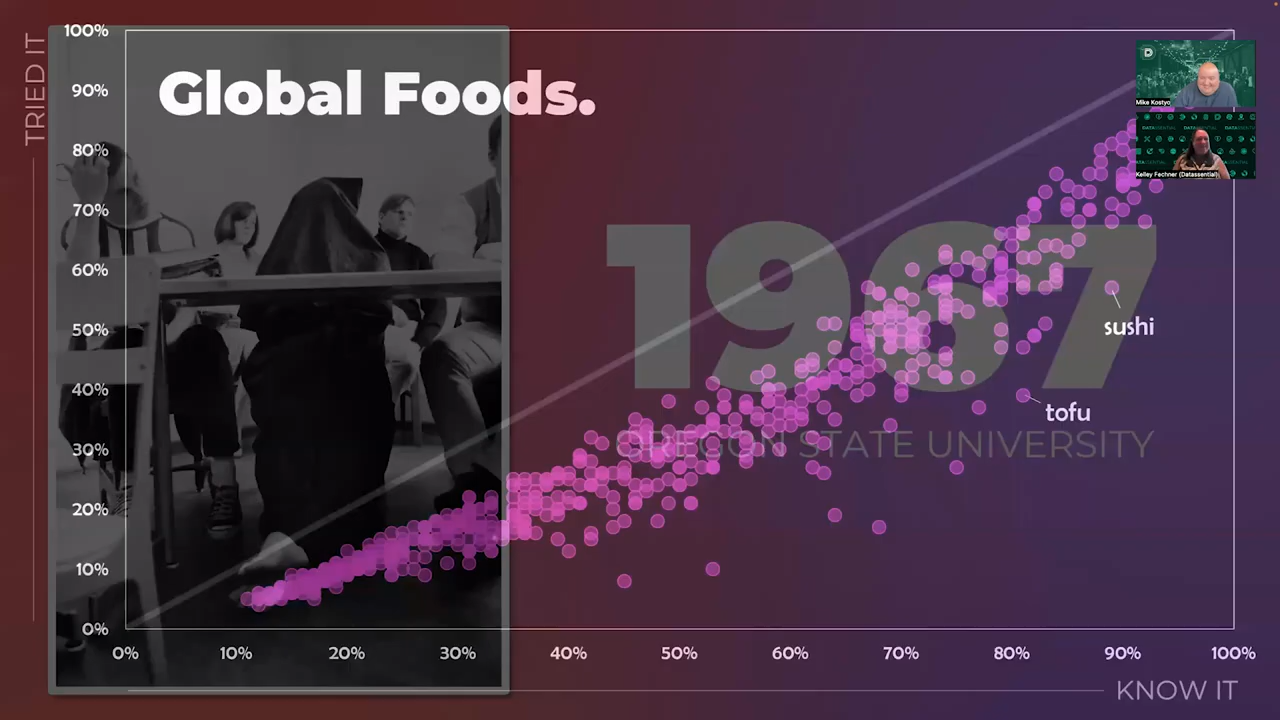 TRIED IT
100%
90%
80%
70%
60%
50%
40%
30%
20%
10%
0%
Global Foods.
1967
OREGON STATE UNIVERSITY
sushi
tofu
0% 10% 20% 30% 40% 50% 60% 70% 80% 90% 100%
KNOW IT
Mike Kostyo
DATASSENTIAL
Kelley Fechner (Datassential)